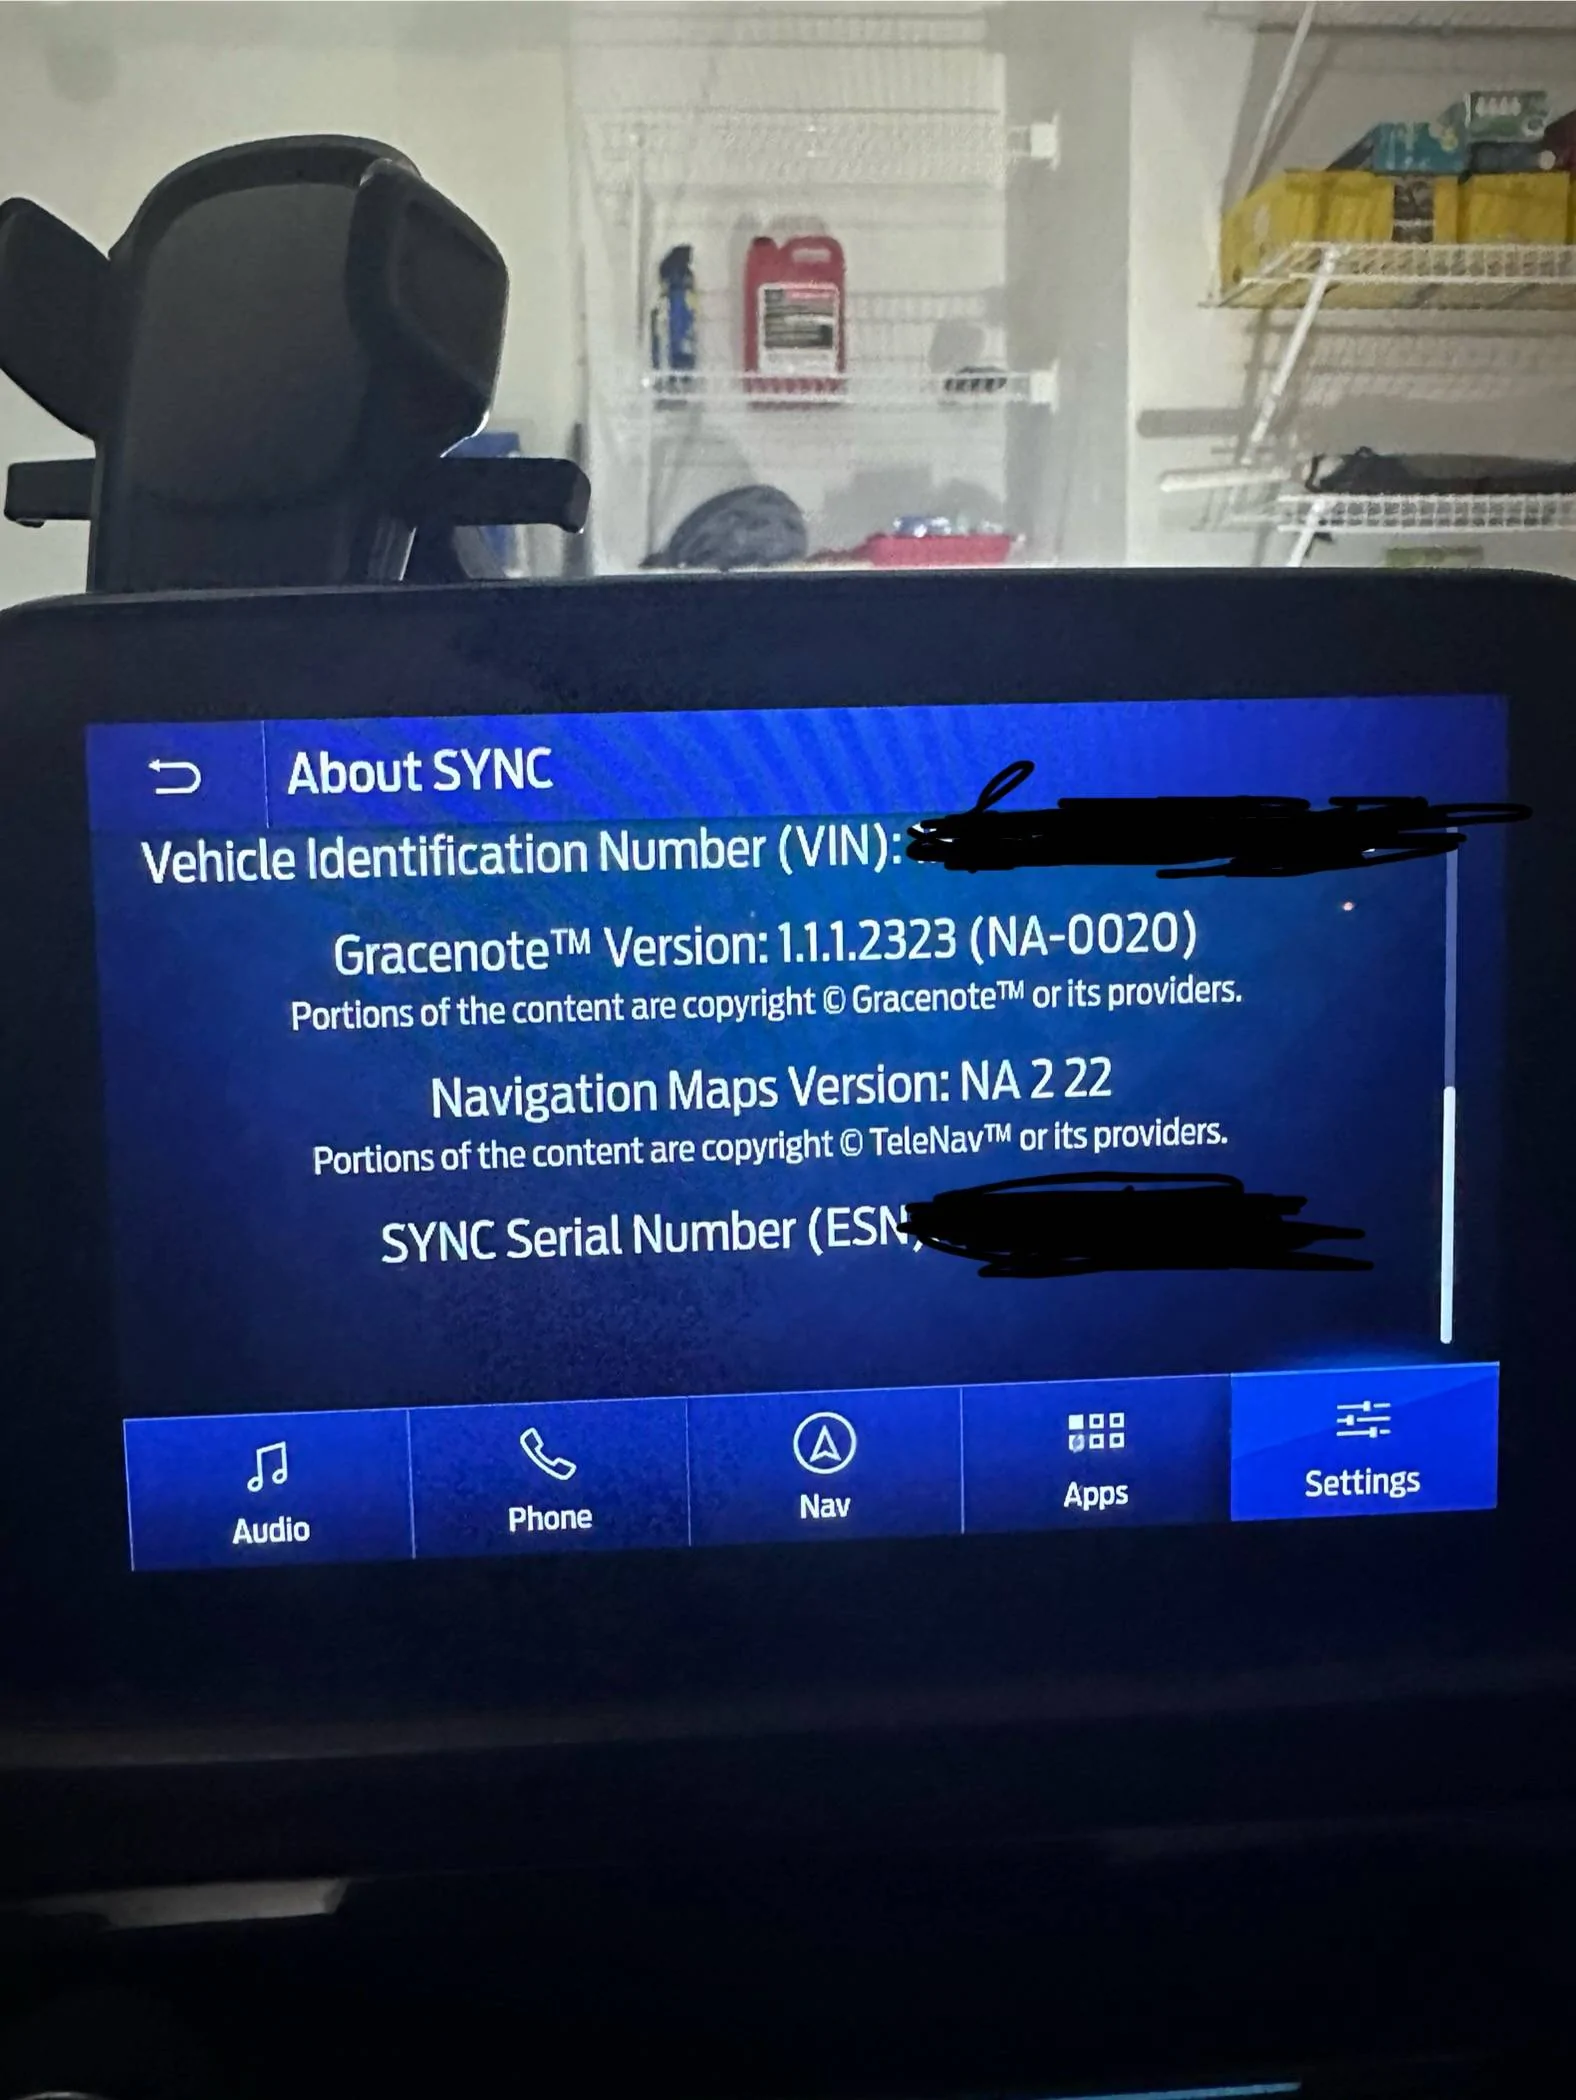 About SYNC
Vehicle Identification Number (VIN):
Gracenote™ Version: 1.1.1.2323 (NA-0020)
Portions of the content are copyright © Gracenote™ or its providers.
Navigation Maps Version: NA 2 22
Portions of the content are copyright © TeleNav™ or its providers.
SYNC Serial Number (ESN)
Audio
Phone
Nav
Apps
Settings